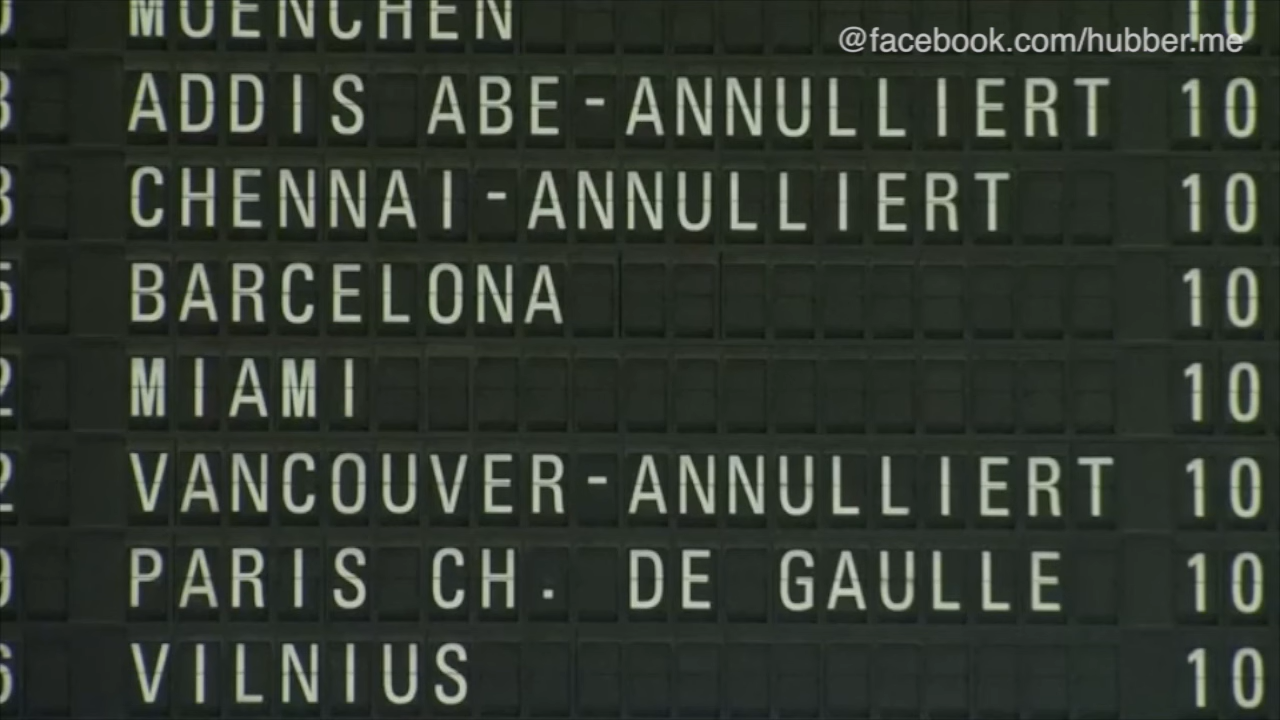 MUENCHEN 10
@facebook.com/hubber.me
ADDIS ABE-ANNULLIERT 10
CHENNAI-ANNULLIERT 10
BARCELONA 10
MIAMI 10
VANCOUVER-ANNULLIERT 10
PARIS CH. DE GAULLE 10
VILNIUS 10